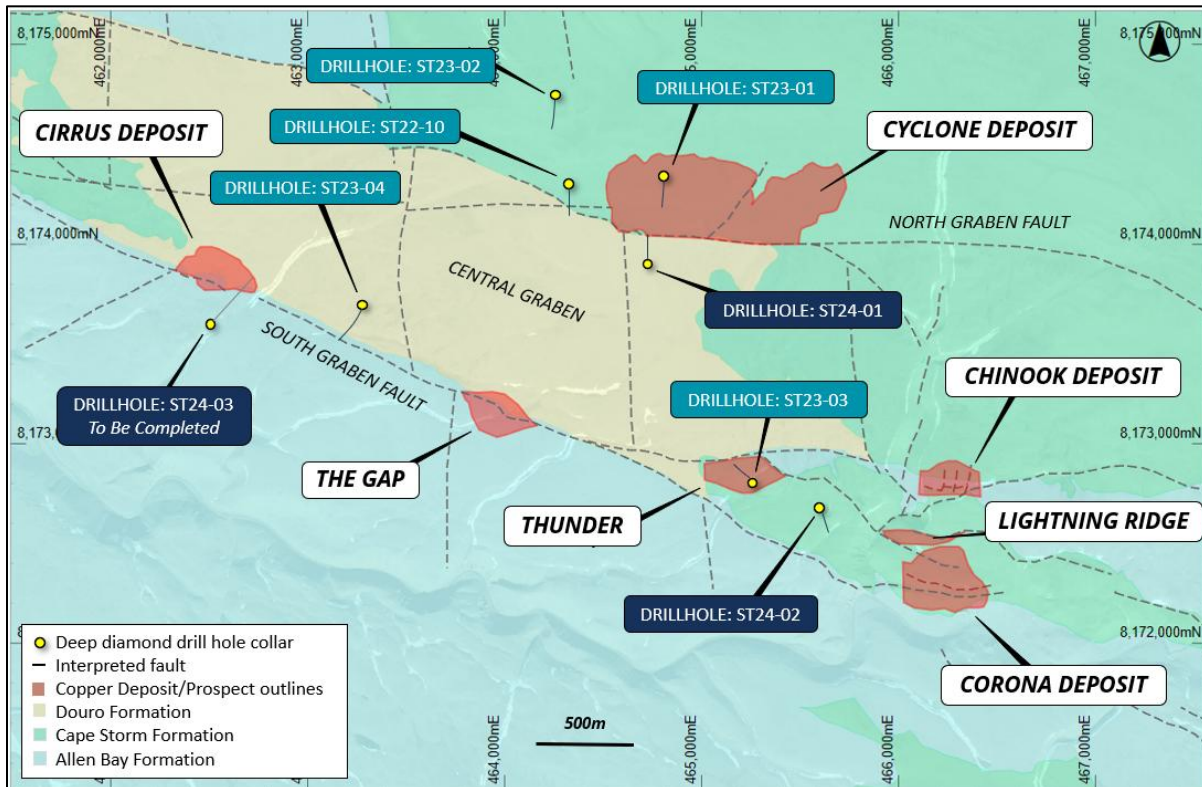 8,175,000mN
462,000mE
463,000mE
465,000mE
466,000mE
467,000mE
DRILLHOLE: ST23-02
DRILLHOLE: ST23-01
CIRRUS DEPOSIT
DRILLHOLE: ST22-10
CYCLONE DEPOSIT
DRILLHOLE: ST23-04
NORTH GRABEN FAULT
8,174,000mN
8,174,000mN
CENTRAL GRABEN
DRILLHOLE: ST24-01
SOUTH GRABEN FAULT
CHINOOK DEPOSIT
DRILLHOLE: ST24-03
To Be Completed
DRILLHOLE: ST23-03
8,173,000mN
8,173,000mN
THE GAP
THUNDER
LIGHTNING RIDGE
DRILLHOLE: ST24-02
8,172,000mN
CORONA DEPOSIT
Deep diamond drill hole collar
Interpreted fault
Copper Deposit/Prospect outlines
Douro Formation
Cape Storm Formation
Allen Bay Formation
500m
464,000mE
465,000mE
466,000mE
467,000mE